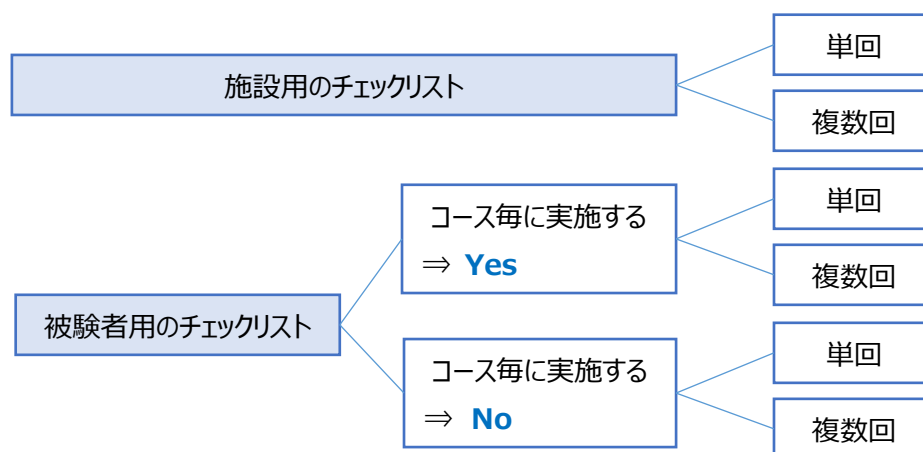 単回
施設用のチェックリスト
複数回
単回
コース毎に実施する
⇒ Yes
複数回
被験者用のチェックリスト
単回
コース毎に実施する
⇒ No
複数回